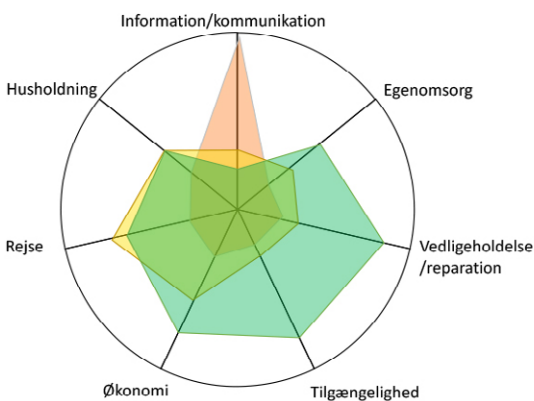 Information/kommunikation
Husholdning
Egenomsorg
Rejse
Vedligeholdelse
/reparation
Økonomi
Tilgængelighed